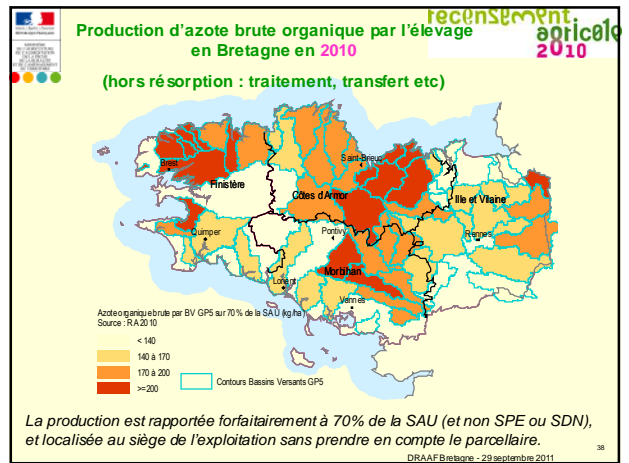 recensement
agricole
2010
Production d'azote brute organique par l'élevage
en Bretagne en 2010
(hors résorption : traitement, transfert etc)
Brest
Finistère
Saint-Brieuc
Côtes d'Armor
Ille et Vilaine
Rennes
Quimper
Pontivy
Morbihan
Lorient
Vannes
Azote organique brute par BV GP5 sur 70% de la SAU (kg/ha)
Source : RA2010
< 140
140 à 170
170 à 200
>=200
Contours Bassins Versants GP5
La production est rapportée forfaitairement à 70% de la SAU (et non SPE ou SDN),
et localisée au siège de l'exploitation sans prendre en compte le parcellaire.
38
DRAAF Bretagne - 29 septembre 2011